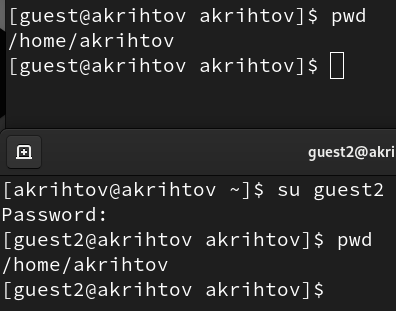 [guest@akrihtov akrihtov]$ pwd
/home/akrihtov
[guest@akrihtov akrihtov]$
guest2@akri
[akrihtov@akrihtov ~]$ su guest2
Password:
[guest2@akrihtov akrihtov]$ pwd
/home/akrihtov
[guest2@akrihtov akrihtov]$